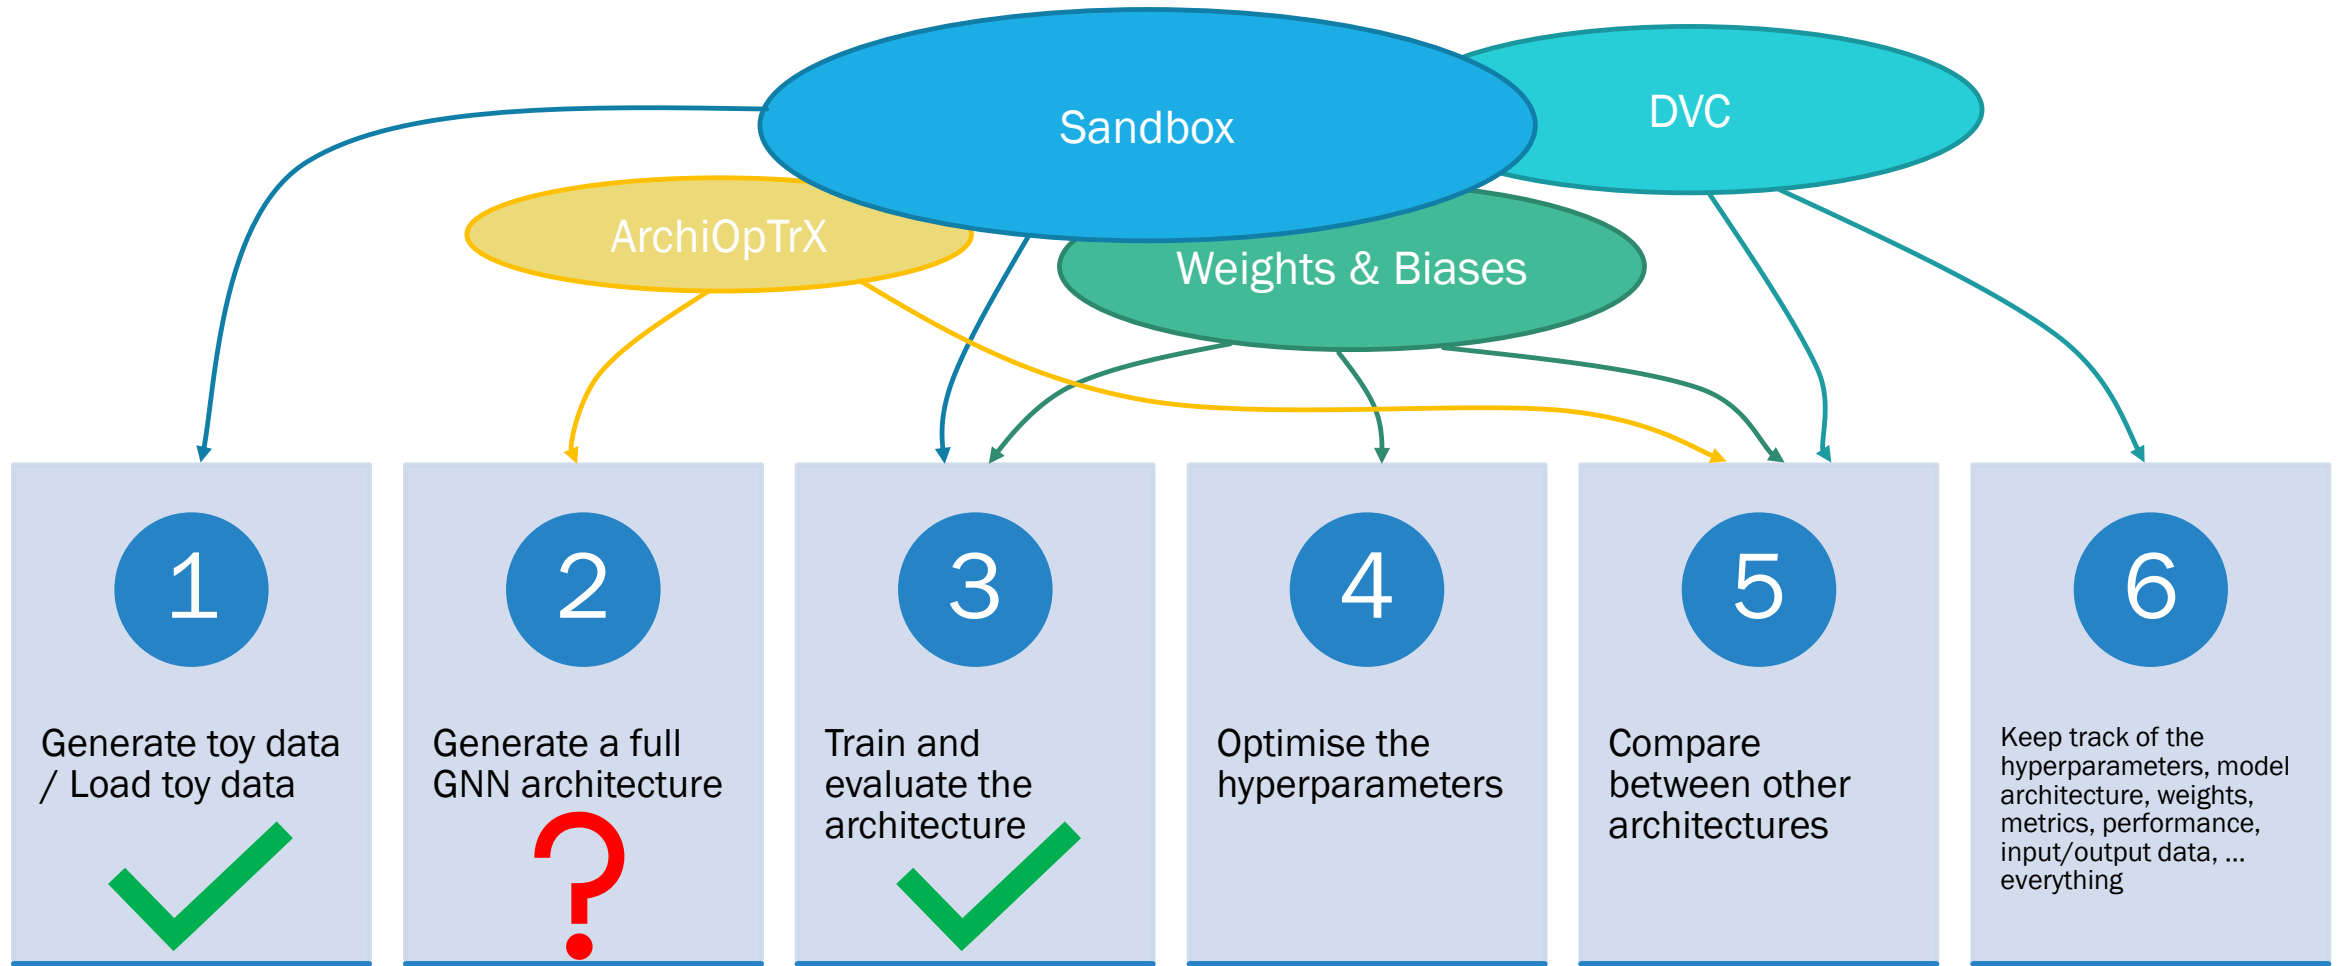 Sandbox
DVC
ArchiOpTrX
Weights & Biases
1
Generate toy data
/ Load toy data
2
Generate a full
GNN architecture
?
3
Train and
evaluate the
architecture
4
Optimise the
hyperparameters
5
Compare
between other
architectures
6
Keep track of the
hyperparameters, model
architecture, weights,
metrics, performance,
input/output data, ...
everything